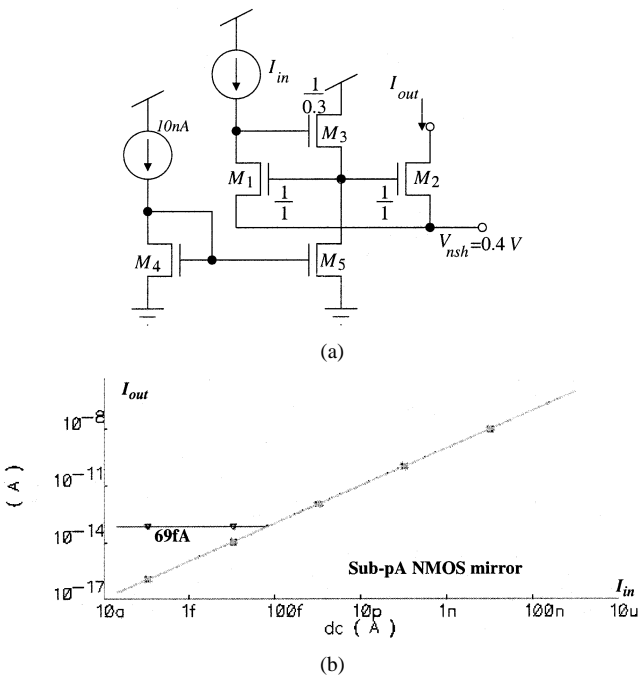 I_in
1
0.3
I_out
10nA
M_3
M_1
M_2
1
1
1
1
V_nsh=0.4 V
M_4
M_5
(a)
I_out
10^-8
10^-11
(A)
10^-14
69fA
Sub-pA NMOS mirror
10^-17
I_in
10a 1f 100f 10p 1n 100n 10u
dc (A)
(b)